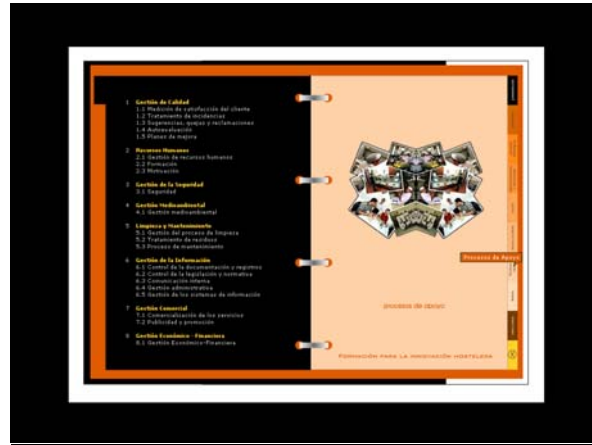 1 Gestión de Calidad
1.1 Medición de satisfacción del cliente
1.2 Tratamiento de incidencias
1.3 Sugerencias, quejas y reclamaciones
1.4 Autoevaluación
1.5 Planes de mejora
2 Recursos Humanos
2.1 Gestión de recursos humanos
2.2 Formación
2.3 Motivación
3 Gestión de la Seguridad
3.1 Seguridad
4 Gestión Medioambiental
4.1 Gestión medioambiental
5 Limpieza y Mantenimiento
5.1 Gestión del proceso de limpieza
5.2 Tratamiento de residuos
5.3 Proceso de mantenimiento
6 Gestión de la Información
6.1 Control de la documentación y registros
6.2 Control de la legislación y normativa
6.3 Comunicación interna
6.4 Gestión administrativa
6.5 Gestión de los sistemas de información
7 Gestión Comercial
7.1 Comercialización de los servicios
7.2 Publicidad y promoción
8 Gestión Económico - Financiera
8.1 Gestión Económico-Financiera
Procesos de Apoyo
procesos de apoyo
Formación para la innovación hostelera